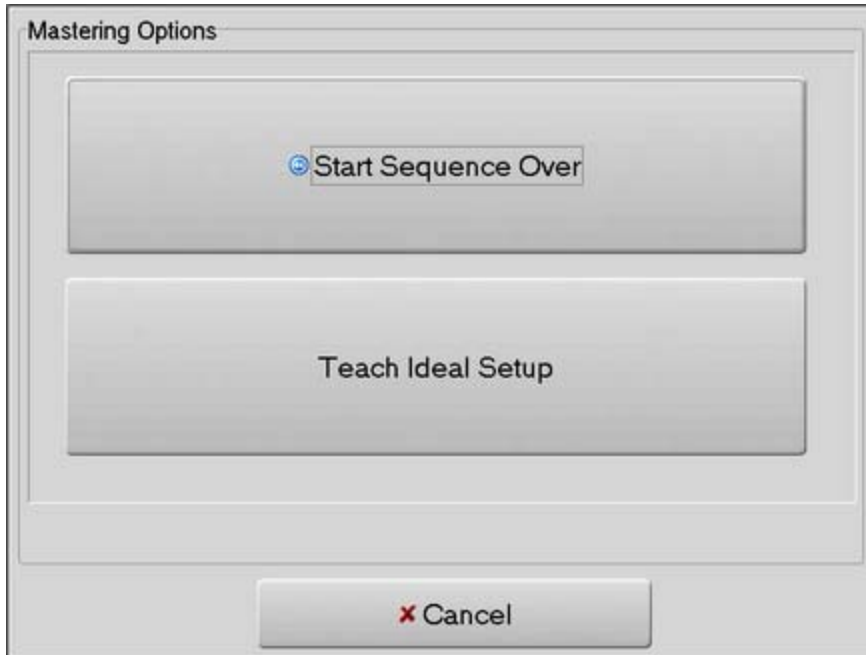 Mastering Options
Start Sequence Over
Teach Ideal Setup
Cancel